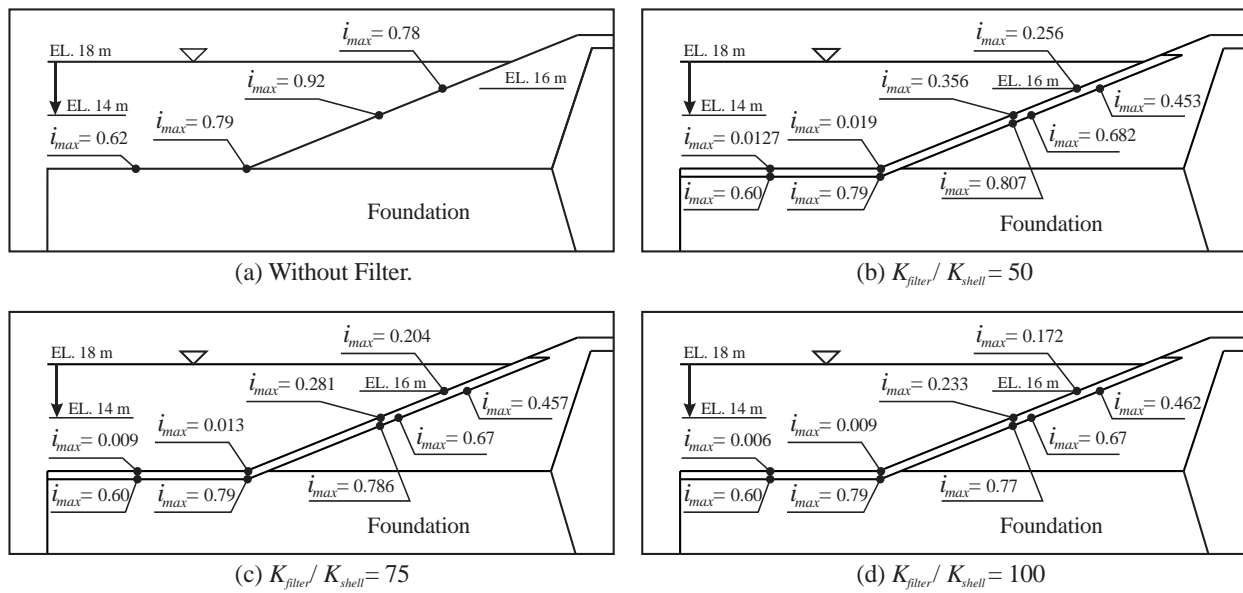 EL. 18 m
i_max= 0.78
EL. 16 m
i_max= 0.92
EL. 14 m
i_max= 0.79
i_max= 0.62
Foundation
(a) Without Filter.
EL. 18 m
i_max= 0.256
i_max= 0.356
EL. 16 m
EL. 14 m
i_max= 0.453
i_max= 0.019
i_max= 0.0127
i_max= 0.682
i_max= 0.60
i_max= 0.79
i_max= 0.807
Foundation
(b) K_filter/ K_shell= 50
i_max= 0.204
EL. 18 m
i_max= 0.281
EL. 16 m
EL. 14 m
i_max= 0.457
i_max= 0.013
i_max= 0.009
i_max= 0.67
i_max= 0.60
i_max= 0.79
i_max= 0.786
Foundation
(c) K_filter/ K_shell= 75
i_max= 0.172
EL. 18 m
i_max= 0.233
EL. 16 m
EL. 14 m
i_max= 0.462
i_max= 0.009
i_max= 0.006
i_max= 0.67
i_max= 0.60
i_max= 0.79
i_max= 0.77
Foundation
(d) K_filter/ K_shell= 100